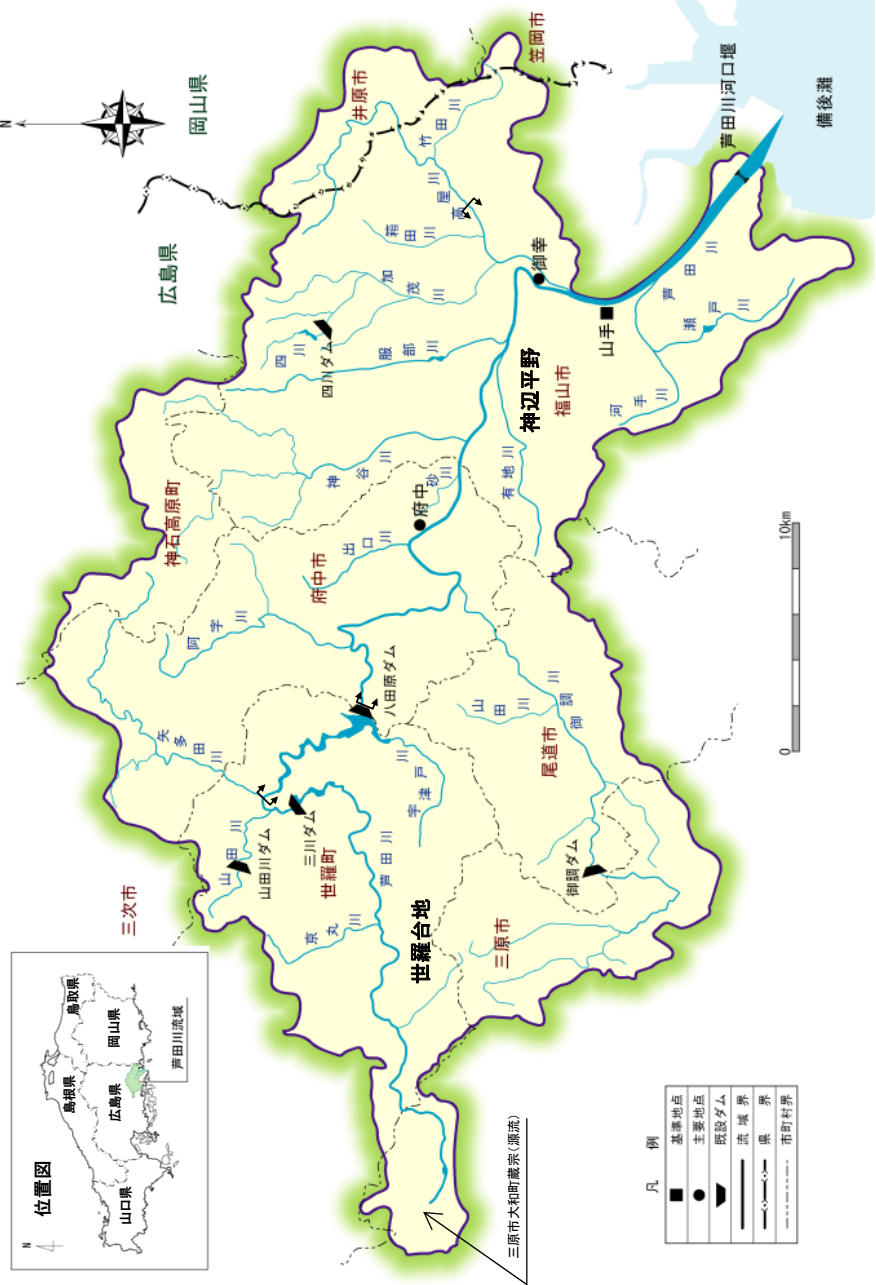 位置図
N
鳥取県
島根県
岡山県
広島県
山口県
芦田川流域
N
岡山県
広島県
三次市
神石高原町
井原市
笠岡市
府中市
世羅町
福山市
尾道市
三原市
世羅台地
神辺平野
矢多田川
阿字川
山田川
山田川ダム
三川ダム
京丸川
芦田川
八田原ダム
宇津戸川
出口川
府中
砂川
神谷川
服部川
四川
四川ダム
加茂川
箱田川
高屋川
竹田川
御幸
有地川
山手
河手川
瀬戸川
芦田川
芦田川河口堰
備後灘
山田川
御調川
御調ダム
三原市大和町蔵宗(源流)
凡例
基準地点
主要地点
既設ダム
流域界
県界
市町村界
0
10km